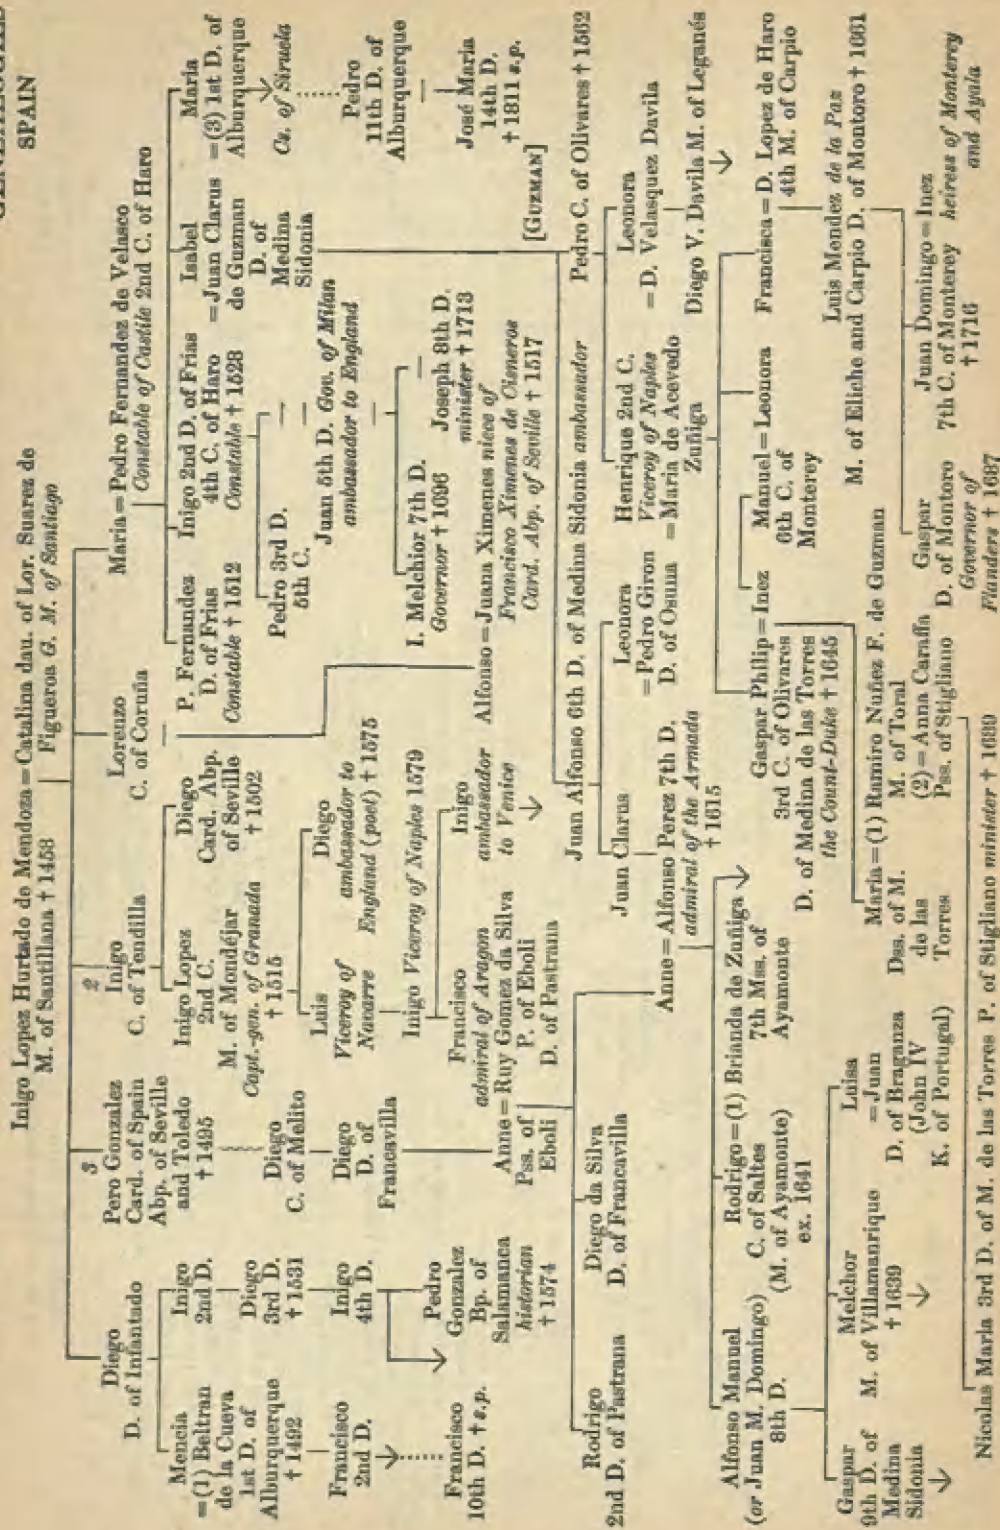 GENEALOGIES
SPAIN
Inigo Lopez Hurtado de Mendoza=Catalina dau. of Lor. Suarez de
M. of Santillana † 1458
Figueroa G. M. of Santiago
Diego
D. of Infantado
3
Pero Gonzalez
Card. of Spain
Abp. of Seville
and Toledo
† 1495
2
Inigo
C. of Tendilla
Lorenzo
C. of Coruña
Maria=Pedro Fernandez de Velasco
Constable of Castile 2nd C. of Haro
Mencia
=(1) Beltran
de la Cueva
1st D. of
Alburquerque
† 1492
Inigo
2nd D.
Diego
3rd D.
† 1531
Inigo
4th D.
Francisco
2nd D.
Francisco
10th D. † s.p.
Pedro
Gonzalez
Bp. of
Salamanca
historian
† 1574
Diego
C. of Melito
Diego
D. of
Francavilla
Inigo Lopez
2nd C.
M. of Mondéjar
Capt.-gen. of Granada
† 1515
Diego
Card. Abp.
of Seville
† 1502
Luis
Viceroy of
Navarre
Diego
ambassador to
England (poet) † 1575
Inigo Viceroy of Naples 1579
Francisco
admiral of Aragon
Inigo
ambassador
to Venice
P. Fernandez
D. of Frias
Constable † 1512
Inigo 2nd D. of Frias
4th C. of Haro
Constable † 1528
Isabel
=Juan Clarus
de Guzman
D. of
Medina
Sidonia
Maria
=(3) 1st D. of
Alburquerque
Cs. of Siruela
Pedro
11th D. of
Alburquerque
José Maria
14th D.
† 1811 s.p.
Pedro 3rd D.
5th C.
Juan 5th D. Gov. of Milan
ambassador to England
I. Melchior 7th D.
Governor † 1696
Joseph 8th D.
minister † 1713
Alfonso=Juana Ximenes niece of
Francisco Ximenes de Cisneros
Card. Abp. of Seville † 1517
[GUZMAN]
Anne=Ruy Gomez da Silva
Pss. of
Eboli
P. of Eboli
D. of Pastrana
Juan Alfonso 6th D. of Medina Sidonia ambassador
Pedro C. of Olivares † 1562
Rodrigo
2nd D. of Pastrana
Diego da Silva
D. of Francavilla
Juan Clarus
Leonora
=Pedro Giron
D. of Osuna
Henrique 2nd C.
Viceroy of Naples
=Maria de Acevedo
Zuñiga
Leonora
=D. Velasquez Davila
Diego V. Davila M. of Leganés
Anne=Alfonso Perez 7th D.
admiral of the Armada
† 1615
Alfonso Manuel
(or Juan M. Domingo)
8th D.
Rodrigo=(1) Brianda de Zuñiga
C. of Saltes
(M. of Ayamonte)
ex. 1641
7th Mss. of
Ayamonte
Gaspar Philip=Inez
3rd C. of Olivares
D. of Medina de las Torres
the Count-Duke † 1645
Manuel=Leonora
6th C. of
Monterey
Francisca=D. Lopez de Haro
4th M. of Carpio
Luis Mendez de la Paz
M. of Eliche and Carpio D. of Montoro † 1661
Gaspar
9th D. of
Medina
Sidonia
Melchor
M. of Villamanrique
† 1639
Luisa
=Juan
D. of Braganza
(John IV
K. of Portugal)
Maria=(1) Ramiro Nuñez F. de Guzman
Dss. of M.
de las
Torres
M. of Toral
(2)=Anna Caraffa
Pss. of Stigliano
Gaspar
D. of Montoro
Governor of
Flanders † 1687
Juan Domingo=Inez
7th C. of Monterey
† 1716
heiress of Monterey
and Ayala
Nicolas Maria 3rd D. of M. de las Torres P. of Stigliano minister † 1689